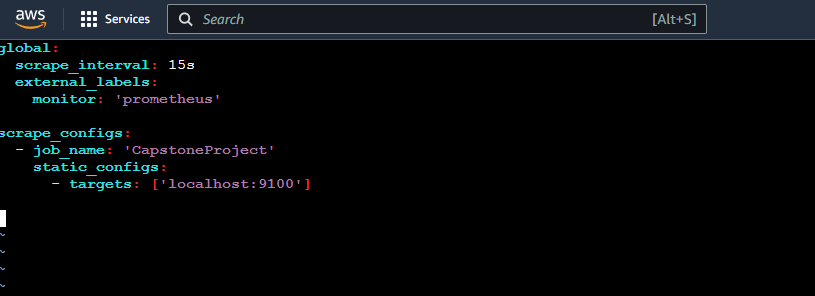 aws Services Search [Alt+S]
global:
  scrape_interval: 15s
  external_labels:
    monitor: 'prometheus'

scrape_configs:
  - job_name: 'CapstoneProject'
    static_configs:
      - targets: ['localhost:9100']

~
~
~
~